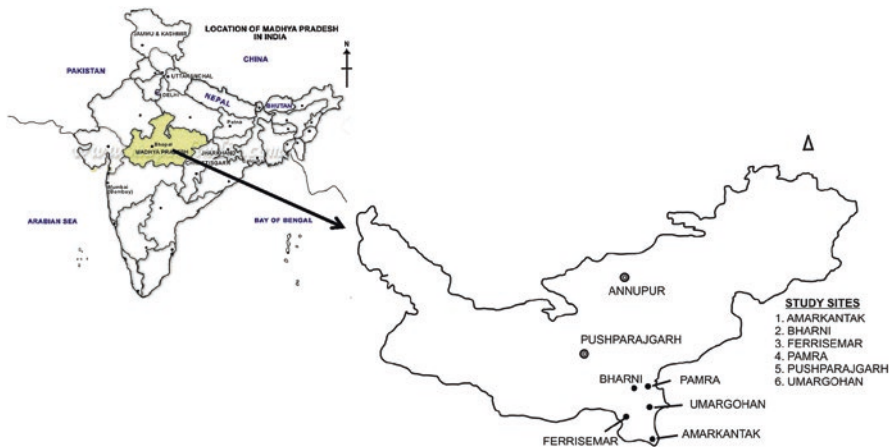 LOCATION OF MADHYA PRADESH
IN INDIA
N
JAMMU & KASHMIR
CHINA
PAKISTAN
UTTARANCHAL
DELHI
NEPAL
BHUTAN
Patna
Bhopal
MADHYA PRADESH
JHARKHAND
CHHATTISGARH
Mumbai
(Bombay)
ARABIAN SEA
BAY OF BENGAL
ANNUPUR
STUDY SITES
1. AMARKANTAK
2. BHARNI
3. FERRISEMAR
4. PAMRA
5. PUSHPARAJGARH
6. UMARGOHAN
PUSHPARAJGARH
BHARNI
PAMRA
UMARGOHAN
FERRISEMAR
AMARKANTAK